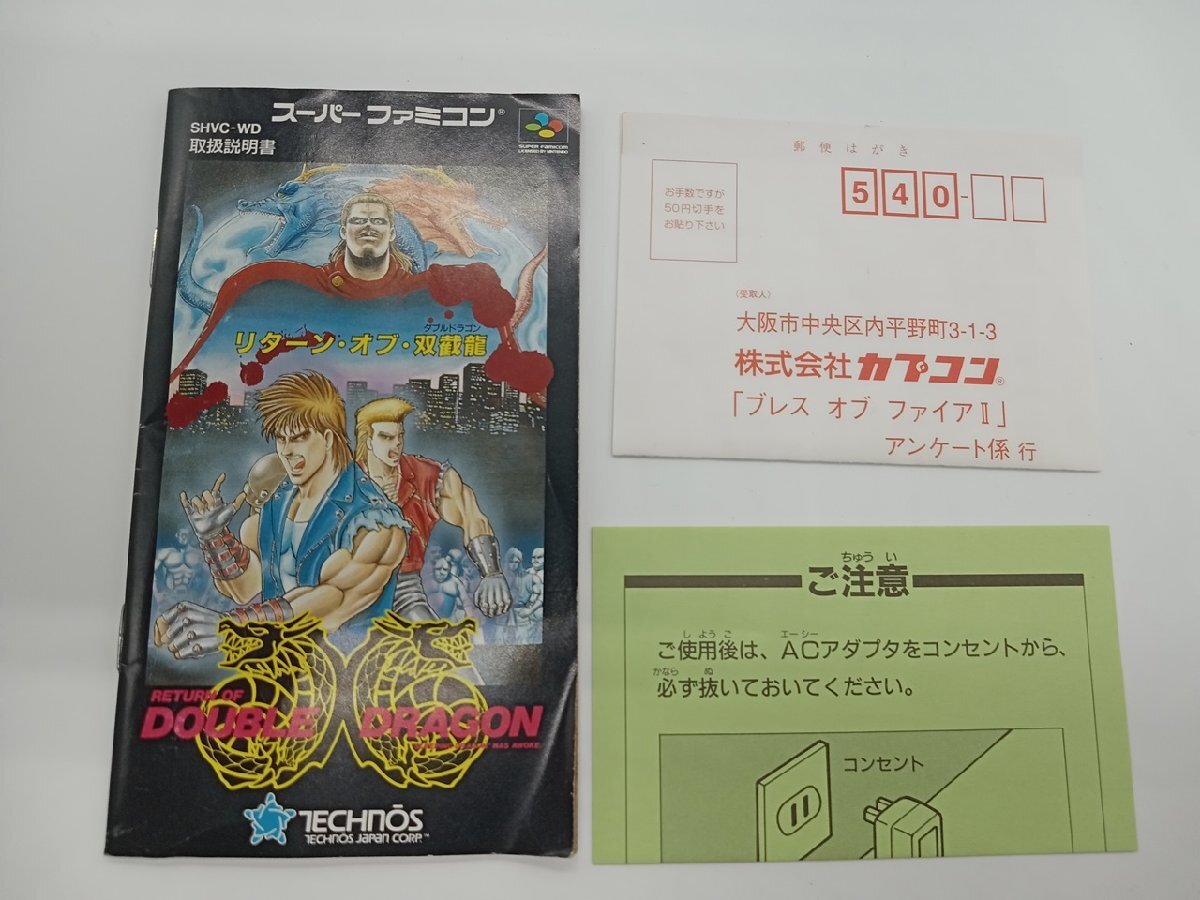 スーパーファミコン®
SHVC-WD
取扱説明書
SUPER FAMICOM
LICENSED BY NINTENDO
ダブルドラゴン
リターン・オブ・双截龍
RETURN OF
DOUBLE DRAGON
TECHNŌS
TECHNŌS JAPAN CORP.™
郵便はがき
お手数ですが
50円切手を
お貼り下さい
540-
〈受取人〉
大阪市中央区内平野町3-1-3
株式会社カプコン®
「ブレス オブ ファイアⅡ」
アンケート係 行
ちゅうい
ご注意
しようご エーシー
ご使用後は、ACアダプタをコンセントから、
かなら ぬ
必ず抜いておいてください。
コンセント